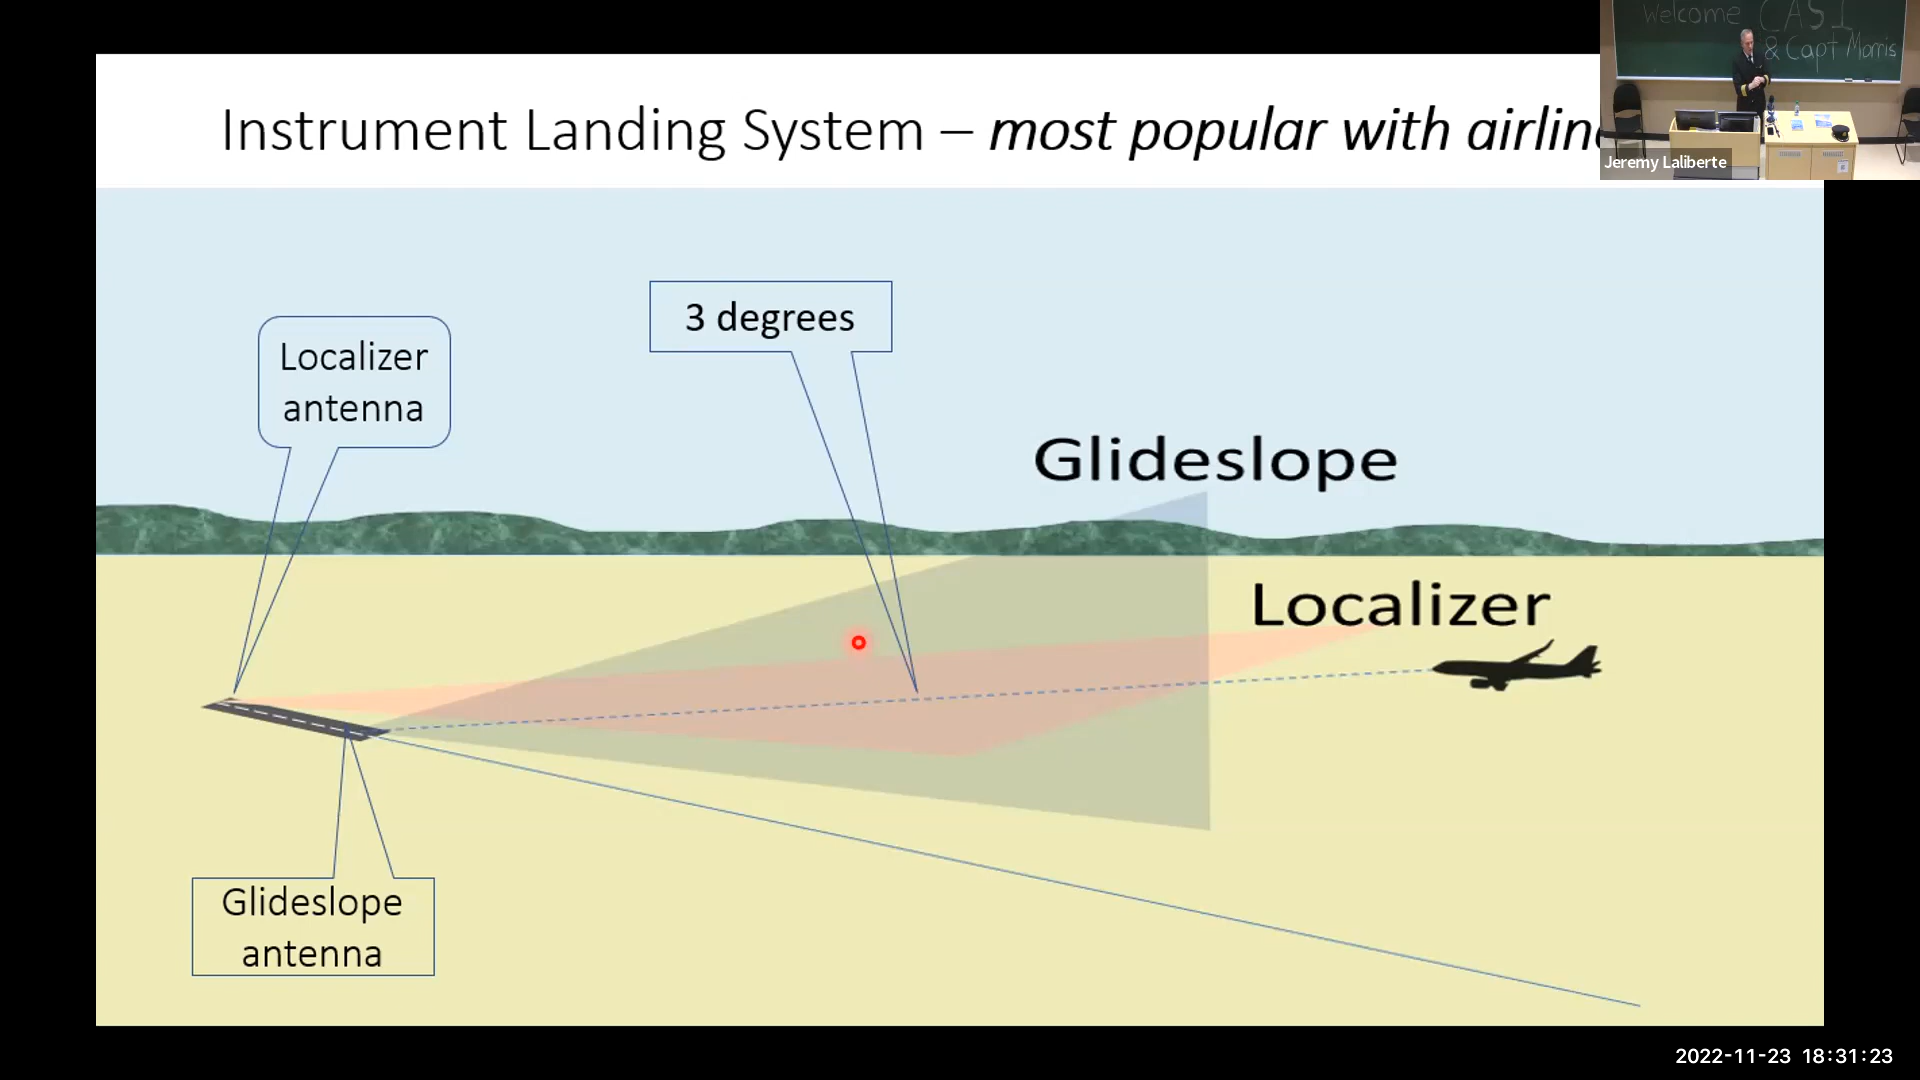 Instrument Landing System – most popular with airlin
Welcome CASI
& Capt Morris
Jeremy Laliberte
3 degrees
Localizer
antenna
Glideslope
Localizer
Glideslope
antenna
2022-11-23 18:31:23